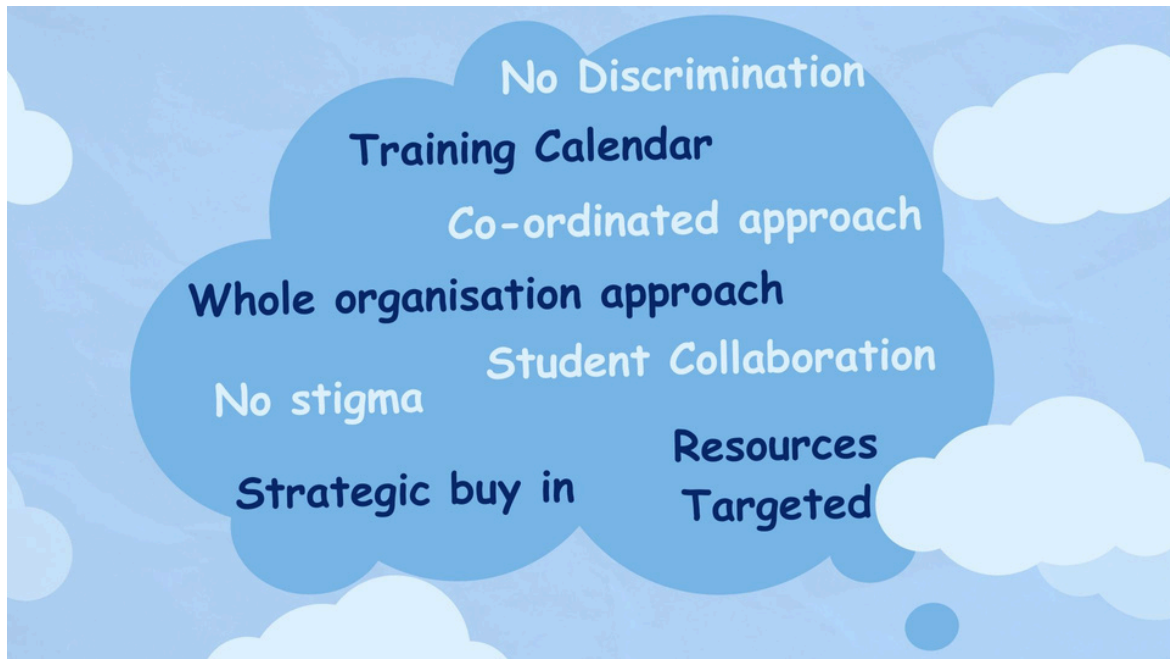 No Discrimination
Training Calendar
Co-ordinated approach
Whole organisation approach
Student Collaboration
No stigma
Resources
Targeted
Strategic buy in